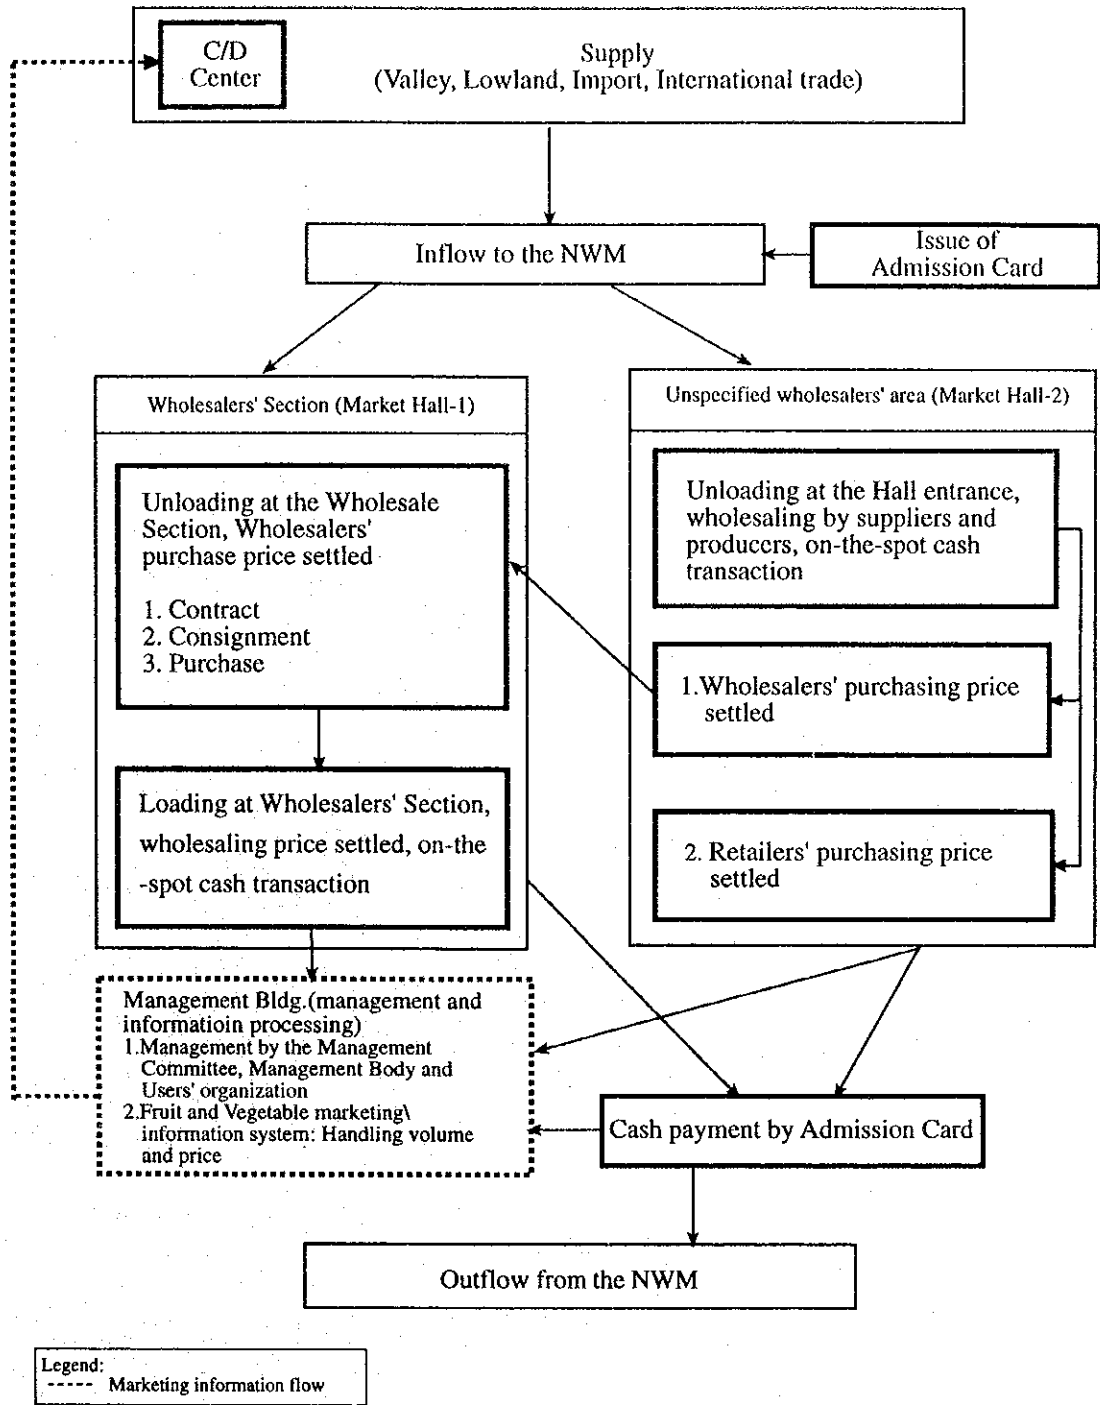 C/D
Center
Supply
(Valley, Lowland, Import, International trade)
Inflow to the NWM
Issue of
Admission Card
Wholesalers' Section (Market Hall-1)
Unloading at the Wholesale
Section, Wholesalers'
purchase price settled
1. Contract
2. Consignment
3. Purchase
Loading at Wholesalers' Section,
wholesaling price settled, on-the
-spot cash transaction
Unspecified wholesalers' area (Market Hall-2)
Unloading at the Hall entrance,
wholesaling by suppliers and
producers, on-the-spot cash
transaction
1.Wholesalers' purchasing price
settled
2. Retailers' purchasing price
settled
Management Bldg.(management and
informatioin processing)
1.Management by the Management
Committee, Management Body and
Users' organization
2.Fruit and Vegetable marketing\
information system: Handling volume
and price
Cash payment by Admission Card
Outflow from the NWM
Legend:
Marketing information flow